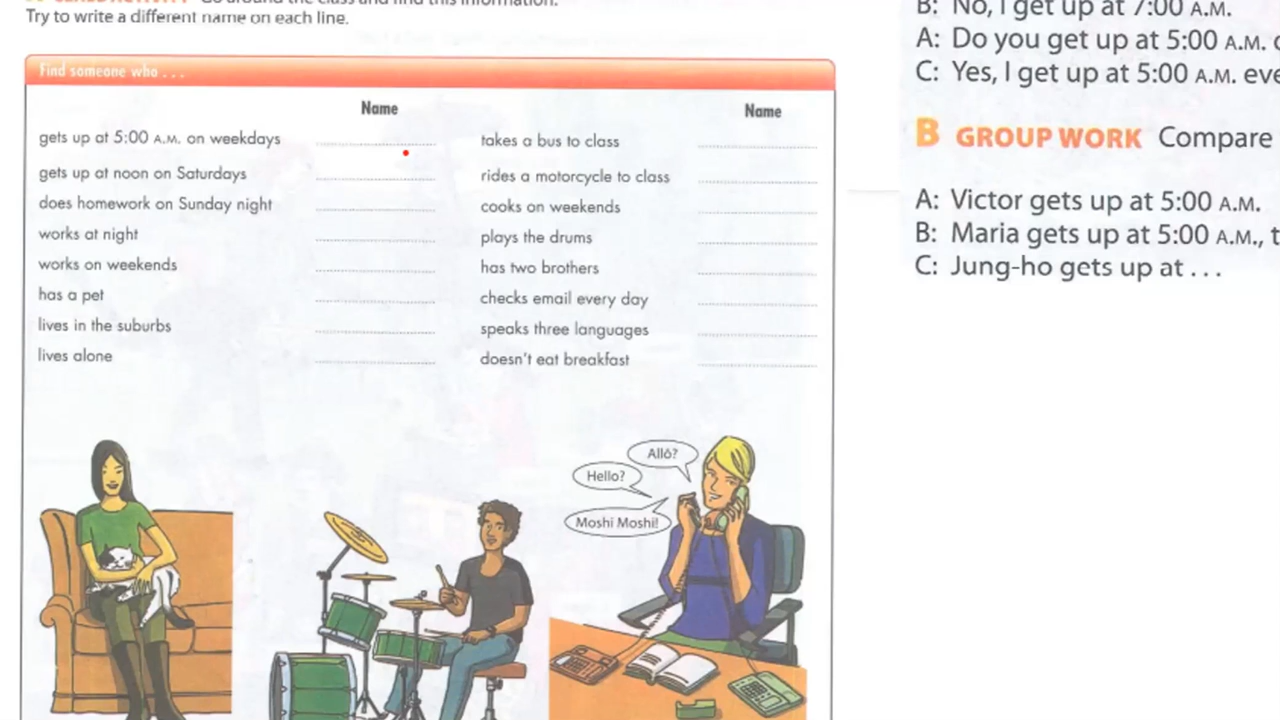 Try to write a different name on each line.
Find someone who . . .
Name
gets up at 5:00 A.M. on weekdays
gets up at noon on Saturdays
does homework on Sunday night
works at night
works on weekends
has a pet
lives in the suburbs
lives alone
Name
takes a bus to class
rides a motorcycle to class
cooks on weekends
plays the drums
has two brothers
checks email every day
speaks three languages
doesn't eat breakfast
Alló?
Hello?
Moshi Moshi!
B: No, I get up at 7:00 A.M.
A: Do you get up at 5:00 A.M.
C: Yes, I get up at 5:00 A.M.
B GROUP WORK Compare
A: Victor gets up at 5:00 A.M.
B: Maria gets up at 5:00 A.M.,
C: Jung-ho gets up at . . .